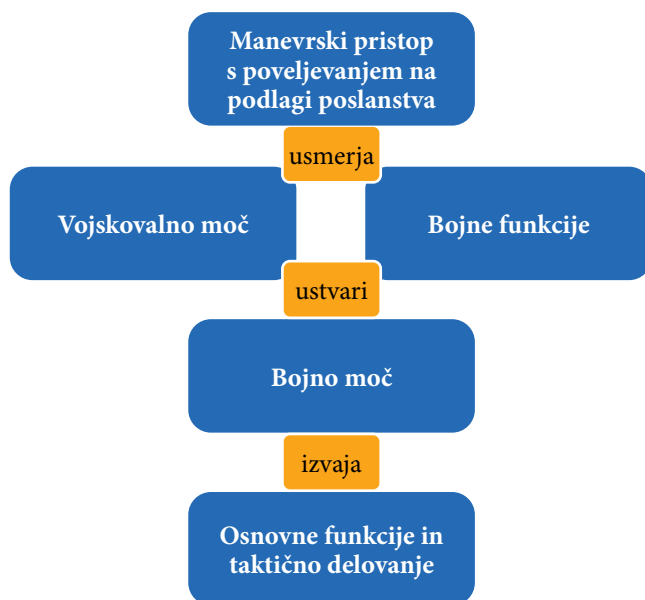 Manevrski pristop
s poveljevanjem na
podlagi poslanstva
usmerja
Vojskovalno moč
Bojne funkcije
ustvari
Bojno moč
izvaja
Osnovne funkcije in
taktično delovanje